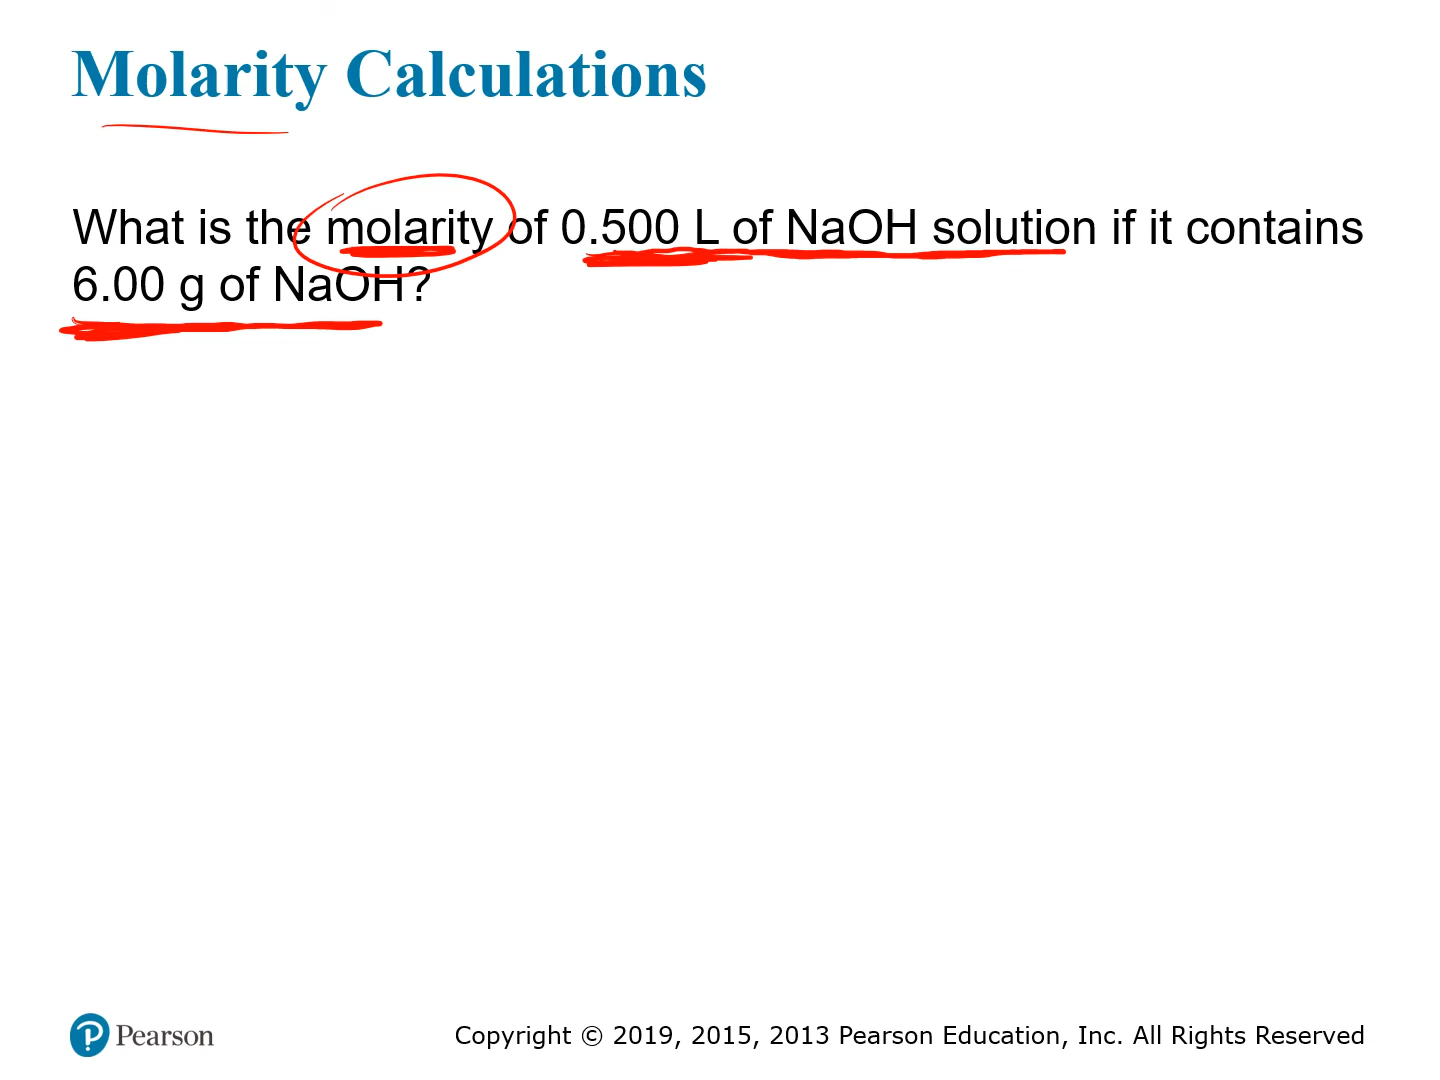 Molarity Calculations
What is the molarity of 0.500 L of NaOH solution if it contains
6.00 g of NaOH?
Pearson
Copyright © 2019, 2015, 2013 Pearson Education, Inc. All Rights Reserved